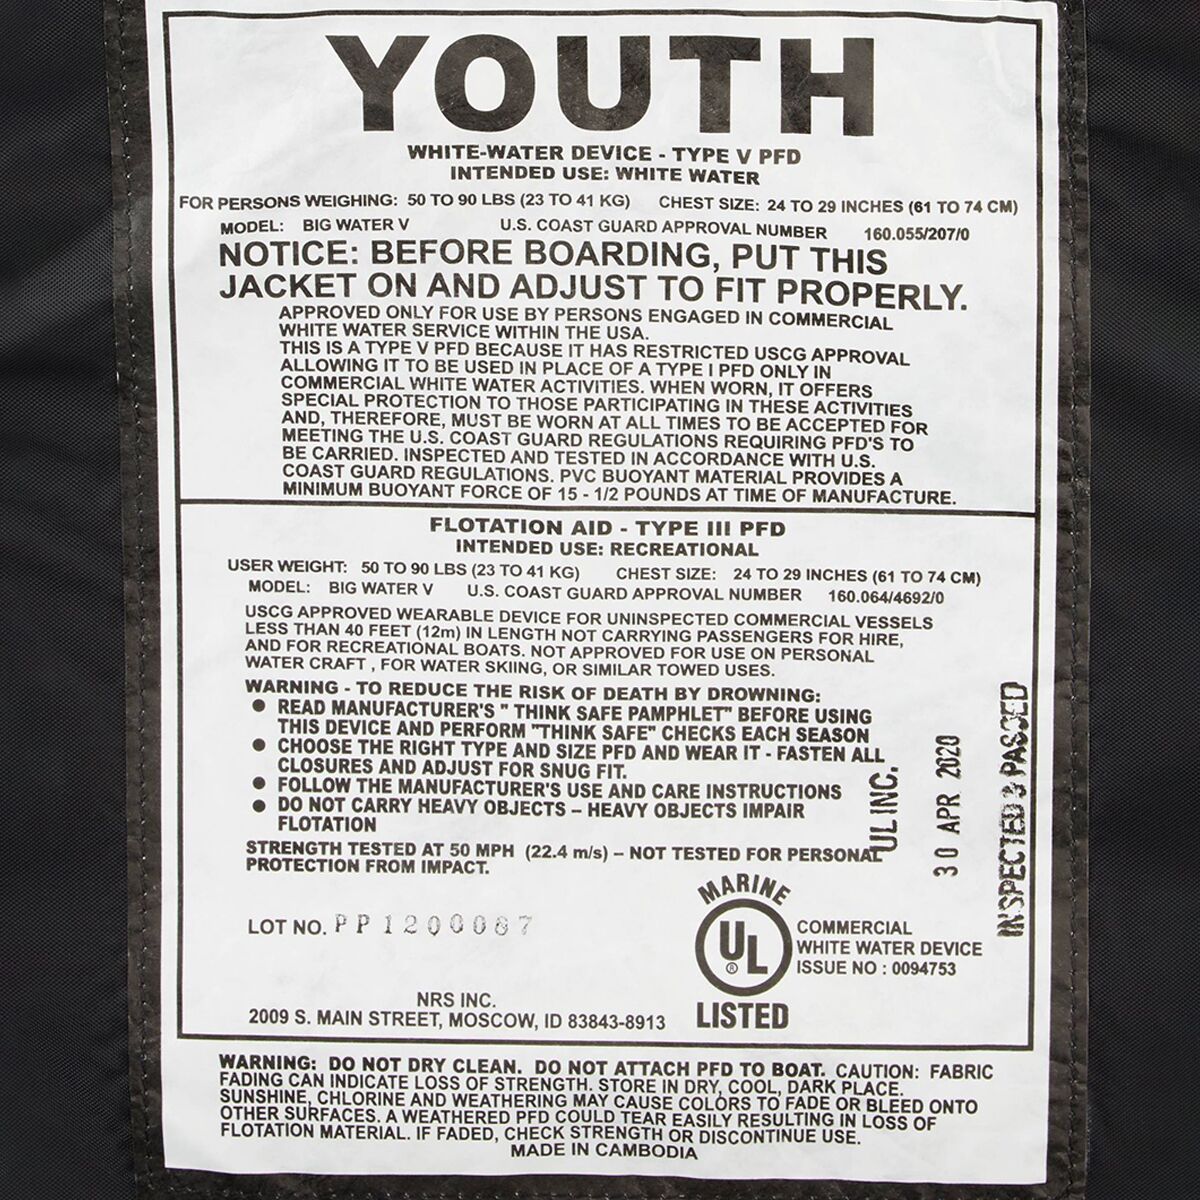 YOUTH
WHITE-WATER DEVICE - TYPE V PFD
INTENDED USE: WHITE WATER
FOR PERSONS WEIGHING: 50 TO 90 LBS (23 TO 41 KG) CHEST SIZE: 24 TO 29 INCHES (61 TO 74 CM)
MODEL: BIG WATER V U.S. COAST GUARD APPROVAL NUMBER 160.055/207/0
NOTICE: BEFORE BOARDING, PUT THIS
JACKET ON AND ADJUST TO FIT PROPERLY.
APPROVED ONLY FOR USE BY PERSONS ENGAGED IN COMMERCIAL
WHITE WATER SERVICE WITHIN THE USA.
THIS IS A TYPE V PFD BECAUSE IT HAS RESTRICTED USCG APPROVAL
ALLOWING IT TO BE USED IN PLACE OF A TYPE I PFD ONLY IN
COMMERCIAL WHITE WATER ACTIVITIES. WHEN WORN, IT OFFERS
SPECIAL PROTECTION TO THOSE PARTICIPATING IN THESE ACTIVITIES
AND, THEREFORE, MUST BE WORN AT ALL TIMES TO BE ACCEPTED FOR
MEETING THE U.S. COAST GUARD REGULATIONS REQUIRING PFD'S TO
BE CARRIED. INSPECTED AND TESTED IN ACCORDANCE WITH U.S.
COAST GUARD REGULATIONS. PVC BUOYANT MATERIAL PROVIDES A
MINIMUM BUOYANT FORCE OF 15 - 1/2 POUNDS AT TIME OF MANUFACTURE.
FLOTATION AID - TYPE III PFD
INTENDED USE: RECREATIONAL
USER WEIGHT: 50 TO 90 LBS (23 TO 41 KG) CHEST SIZE: 24 TO 29 INCHES (61 TO 74 CM)
MODEL: BIG WATER V U.S. COAST GUARD APPROVAL NUMBER 160.064/4692/0
USCG APPROVED WEARABLE DEVICE FOR UNINSPECTED COMMERCIAL VESSELS
LESS THAN 40 FEET (12m) IN LENGTH NOT CARRYING PASSENGERS FOR HIRE,
AND FOR RECREATIONAL BOATS. NOT APPROVED FOR USE ON PERSONAL
WATER CRAFT , FOR WATER SKIING, OR SIMILAR TOWED USES.
WARNING - TO REDUCE THE RISK OF DEATH BY DROWNING:
● READ MANUFACTURER'S " THINK SAFE PAMPHLET" BEFORE USING
THIS DEVICE AND PERFORM "THINK SAFE" CHECKS EACH SEASON
● CHOOSE THE RIGHT TYPE AND SIZE PFD AND WEAR IT - FASTEN ALL
CLOSURES AND ADJUST FOR SNUG FIT.
● FOLLOW THE MANUFACTURER'S USE AND CARE INSTRUCTIONS
● DO NOT CARRY HEAVY OBJECTS – HEAVY OBJECTS IMPAIR
FLOTATION
STRENGTH TESTED AT 50 MPH (22.4 m/s) – NOT TESTED FOR PERSONAL
PROTECTION FROM IMPACT.
UL INC.
30 APR 2020
INSPECTED & PASSED
LOT NO. PP1200087
MARINE
UL ®
LISTED
COMMERCIAL
WHITE WATER DEVICE
ISSUE NO : 0094753
NRS INC.
2009 S. MAIN STREET, MOSCOW, ID 83843-8913
WARNING: DO NOT DRY CLEAN. DO NOT ATTACH PFD TO BOAT. CAUTION: FABRIC
FADING CAN INDICATE LOSS OF STRENGTH. STORE IN DRY, COOL, DARK PLACE.
SUNSHINE, CHLORINE AND WEATHERING MAY CAUSE COLORS TO FADE OR BLEED ONTO
OTHER SURFACES. A WEATHERED PFD COULD TEAR EASILY RESULTING IN LOSS OF
FLOTATION MATERIAL. IF FADED, CHECK STRENGTH OR DISCONTINUE USE.
MADE IN CAMBODIA